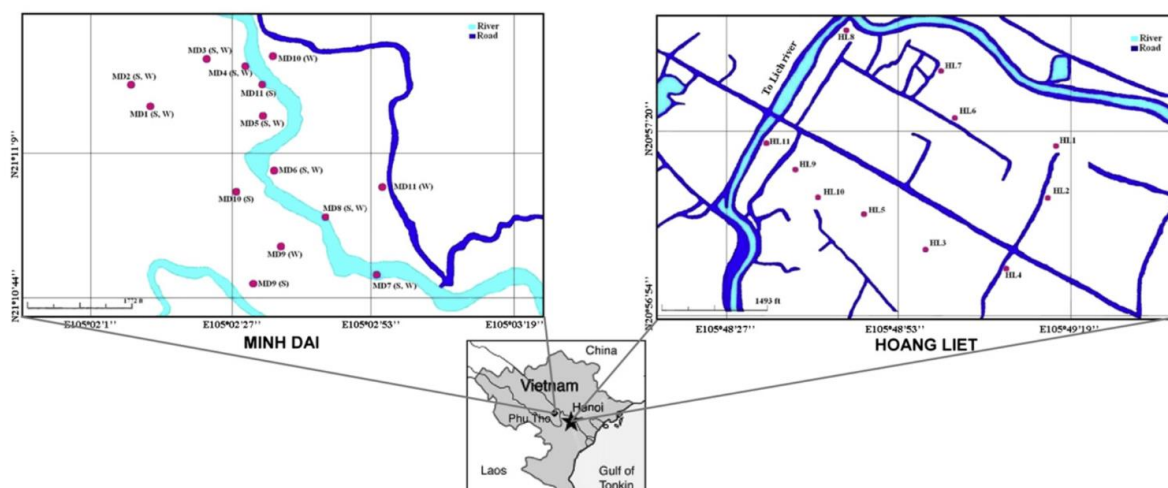 River
Road
MD3 (S, W)
MD10 (W)
MD4 (S, W)
MD2 (S, W)
MD11 (S)
MD1 (S, W)
MD5 (S, W)
MD6 (S, W)
MD11 (W)
MD10 (S)
MD8 (S, W)
MD9 (W)
MD9 (S)
MD7 (S, W)
N21°11'9''
N21°10'44''
E105°02'1''
E105°02'27''
E105°02'53''
E105°03'19''
MINH DAI
River
Road
HL8
To Lich river
HL7
HL6
HL11
HL1
HL9
HL10
HL2
HL5
HL3
HL4
1493 ft
N20°57'20''
N20°56'54''
E105°48'27''
E105°48'53''
E105°49'19''
HOANG LIET
China
Vietnam
Hanoi
Phu Tho
Laos
Gulf of
Tonkin